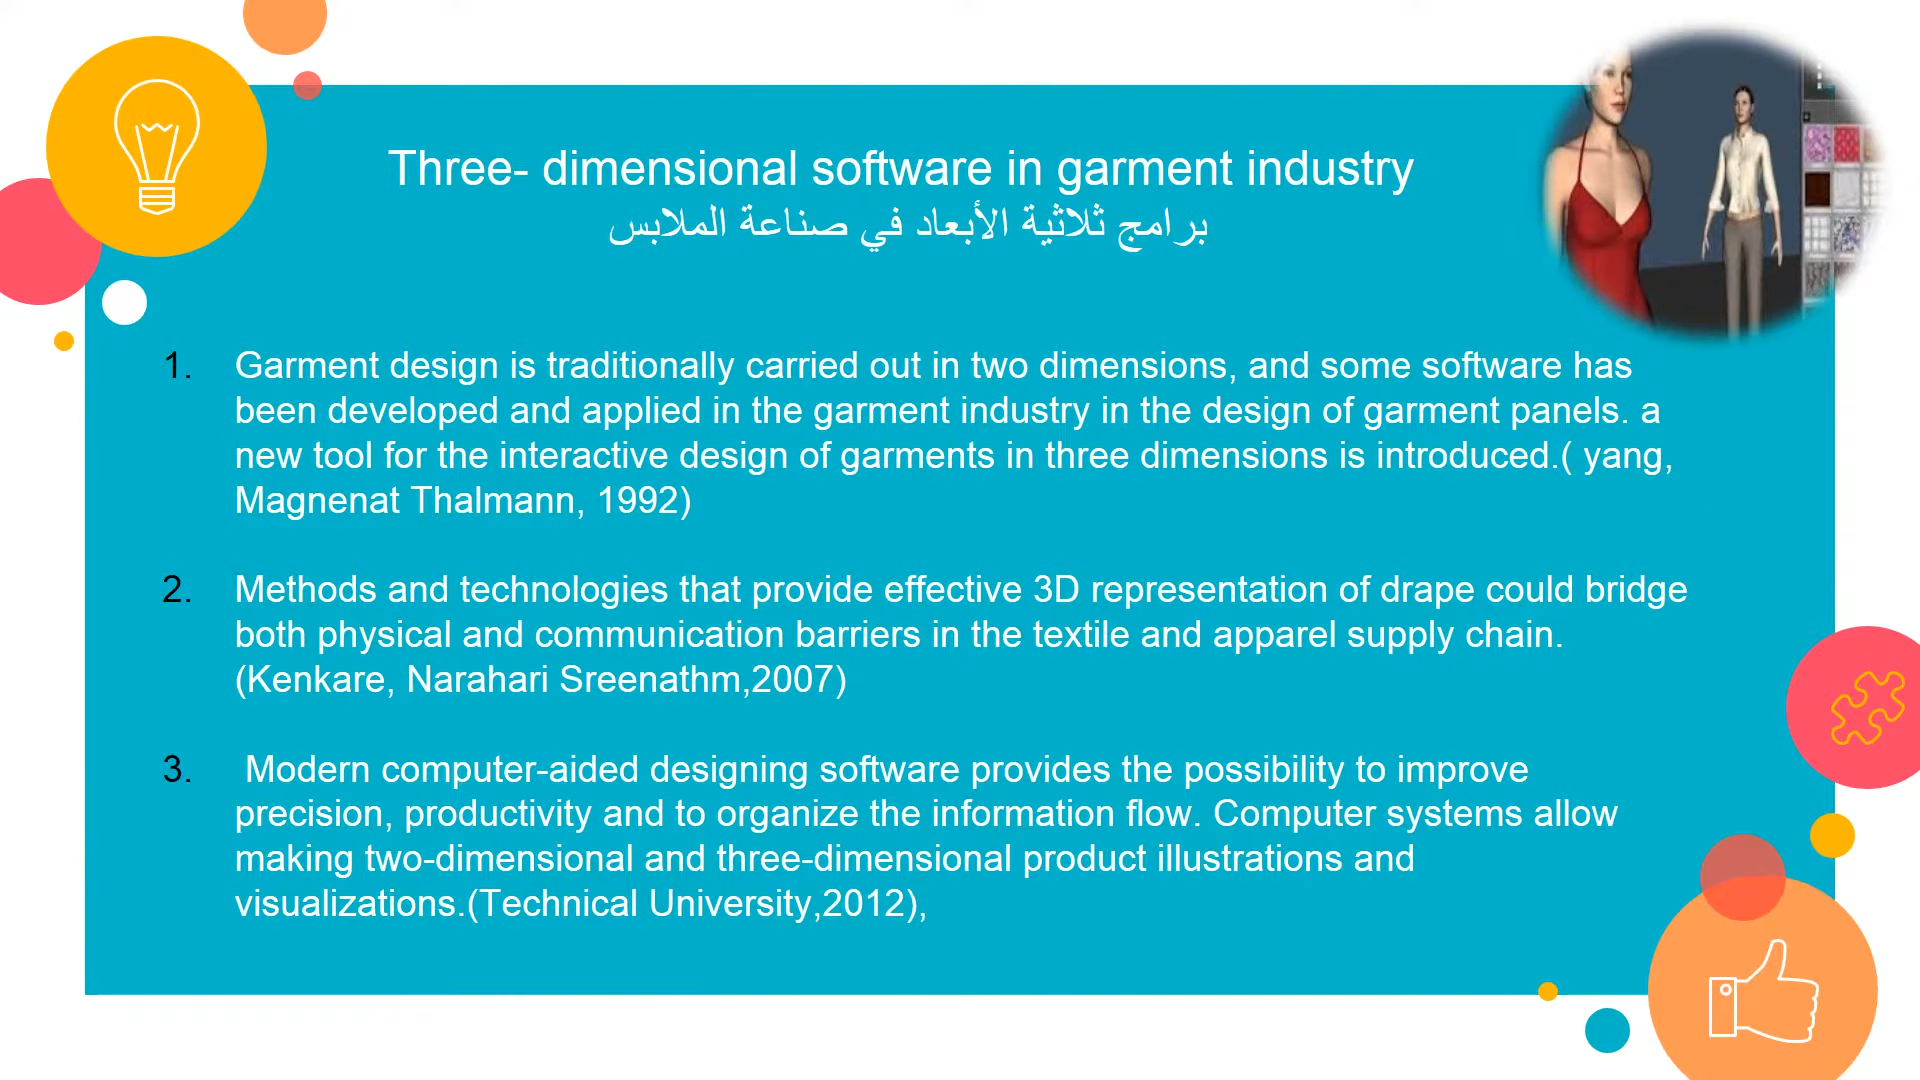 Three- dimensional software in garment industry
برامج ثلاثية الأبعاد في صناعة الملابس
1. Garment design is traditionally carried out in two dimensions, and some software has
been developed and applied in the garment industry in the design of garment panels. a
new tool for the interactive design of garments in three dimensions is introduced.( yang,
Magnenat Thalmann, 1992)
2. Methods and technologies that provide effective 3D representation of drape could bridge
both physical and communication barriers in the textile and apparel supply chain.
(Kenkare, Narahari Sreenathm,2007)
3. Modern computer-aided designing software provides the possibility to improve
precision, productivity and to organize the information flow. Computer systems allow
making two-dimensional and three-dimensional product illustrations and
visualizations.(Technical University,2012),